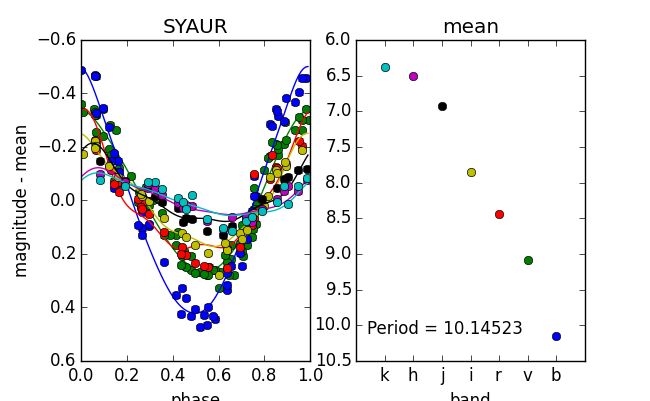 SYAUR
−0.6
−0.4
−0.2
0.0
0.2
0.4
0.6
magnitude - mean
0.0 0.2 0.4 0.6 0.8 1.0
phase
mean
6.0
6.5
7.0
7.5
8.0
8.5
9.0
9.5
10.0
10.5
Period = 10.14523
k h j i r v b
band